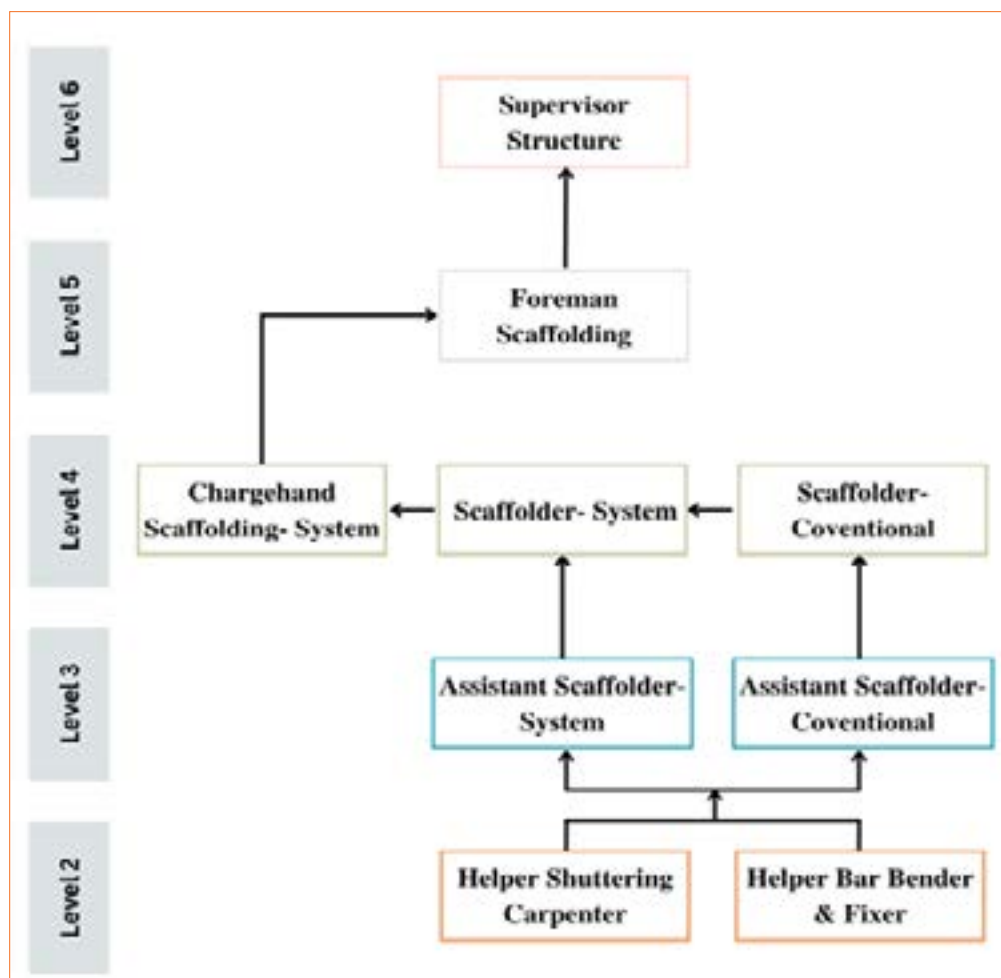 Level 6
Supervisor
Structure
Level 5
Foreman
Scaffolding
Level 4
Chargehand
Scaffolding- System
Scaffolder- System
Scaffolder-
Coventional
Level 3
Assistant Scaffolder-
System
Assistant Scaffolder-
Coventional
Level 2
Helper Shuttering
Carpenter
Helper Bar Bender
& Fixer